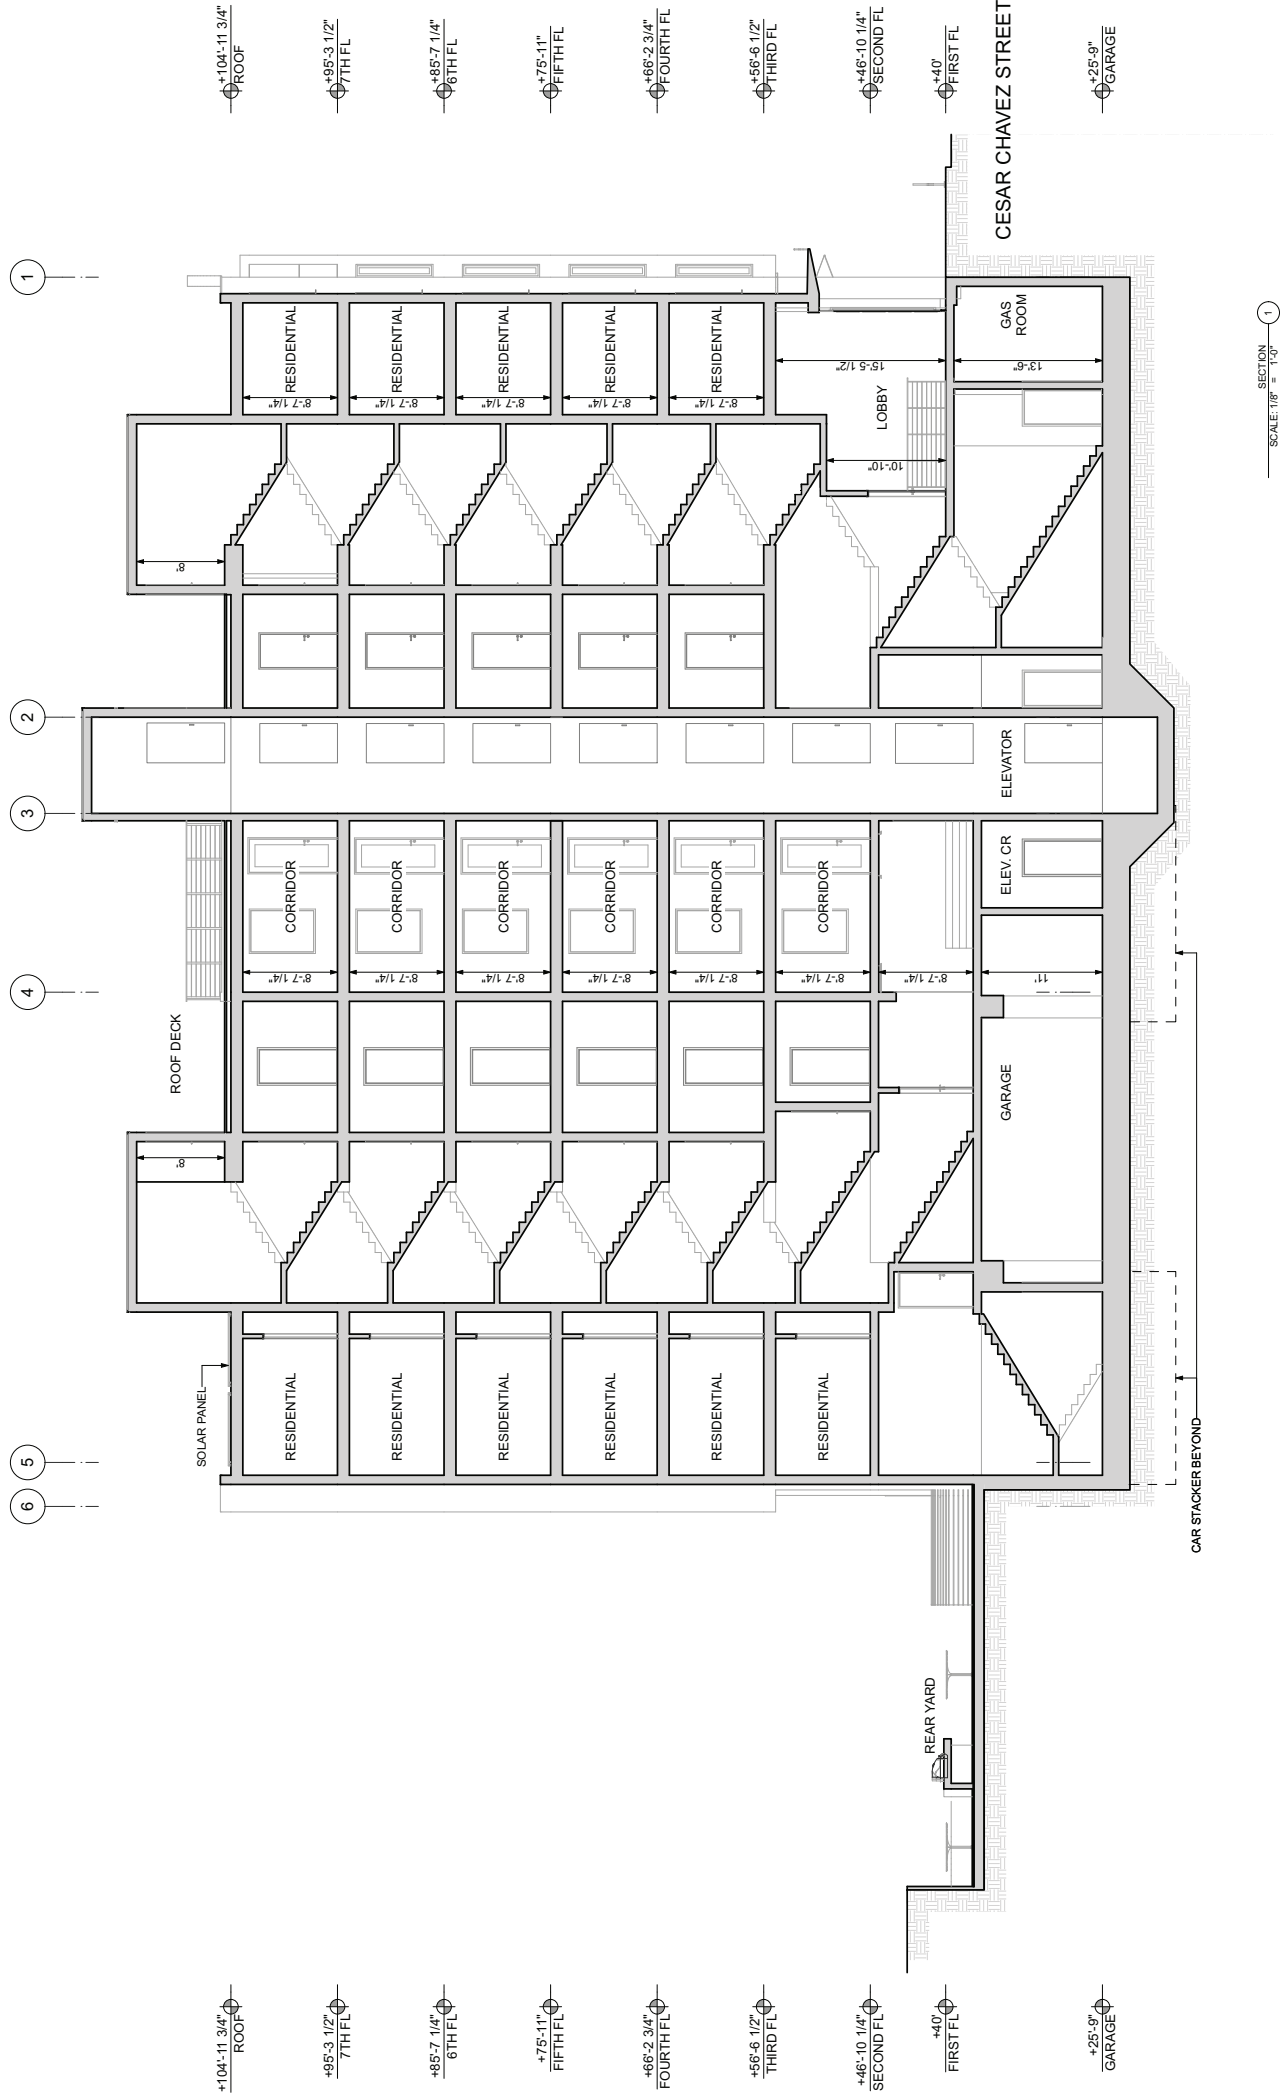 6
5
4
3
2
1
+104'-11 3/4"
ROOF
+95'-3 1/2"
7TH FL
+85'-7 1/4"
6TH FL
+75'-11"
FIFTH FL
+66'-2 3/4"
FOURTH FL
+56'-6 1/2"
THIRD FL
+46'-10 1/4"
SECOND FL
+40'
FIRST FL
+25'-9"
GARAGE
SOLAR PANEL
ROOF DECK
8'
8'
RESIDENTIAL
8'-7 1/4"
CORRIDOR
8'-7 1/4"
RESIDENTIAL
RESIDENTIAL
8'-7 1/4"
CORRIDOR
8'-7 1/4"
RESIDENTIAL
RESIDENTIAL
8'-7 1/4"
CORRIDOR
8'-7 1/4"
RESIDENTIAL
RESIDENTIAL
8'-7 1/4"
CORRIDOR
8'-7 1/4"
RESIDENTIAL
RESIDENTIAL
8'-7 1/4"
CORRIDOR
8'-7 1/4"
RESIDENTIAL
RESIDENTIAL
8'-7 1/4"
CORRIDOR
15'-5 1/2"
LOBBY
10'-10"
8'-7 1/4"
REAR YARD
GARAGE
11'
ELEV. CR
ELEVATOR
GAS
ROOM
13'-6"
CESAR CHAVEZ STREET
CAR STACKER BEYOND
+104'-11 3/4"
ROOF
+95'-3 1/2"
7TH FL
+85'-7 1/4"
6TH FL
+75'-11"
FIFTH FL
+66'-2 3/4"
FOURTH FL
+56'-6 1/2"
THIRD FL
+46'-10 1/4"
SECOND FL
+40'
FIRST FL
+25'-9"
GARAGE
SECTION
SCALE: 1/8" = 1'-0"
1